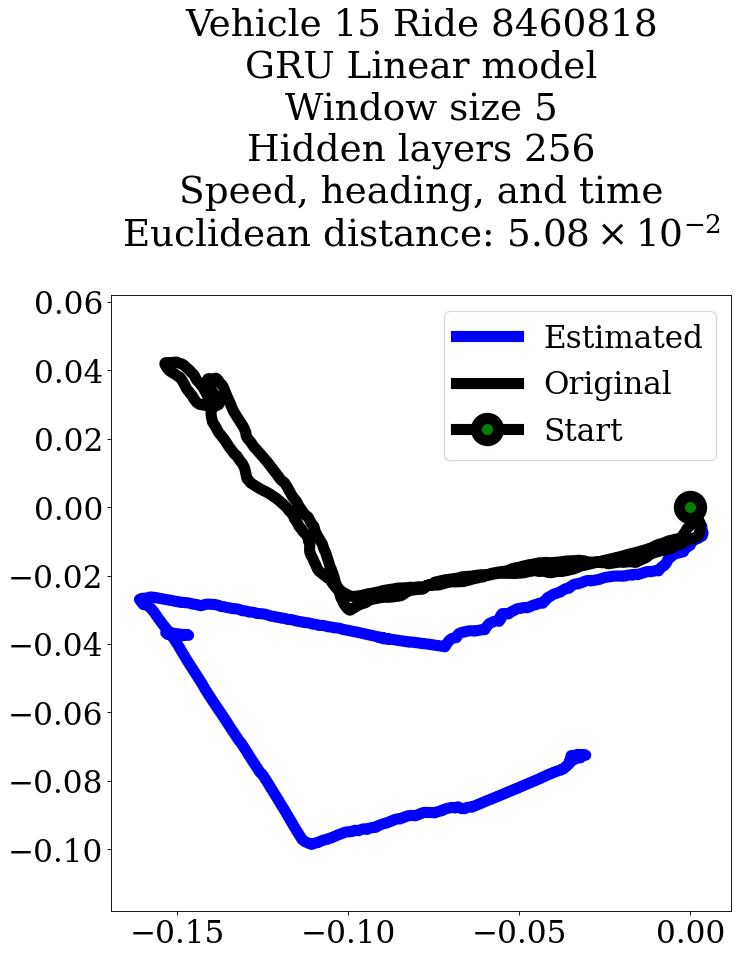 Vehicle 15 Ride 8460818
GRU Linear model
Window size 5
Hidden layers 256
Speed, heading, and time
Euclidean distance: 5.08 × 10⁻²
0.06
0.04
0.02
0.00
−0.02
−0.04
−0.06
−0.08
−0.10
Estimated
Original
Start
−0.15
−0.10
−0.05
0.00